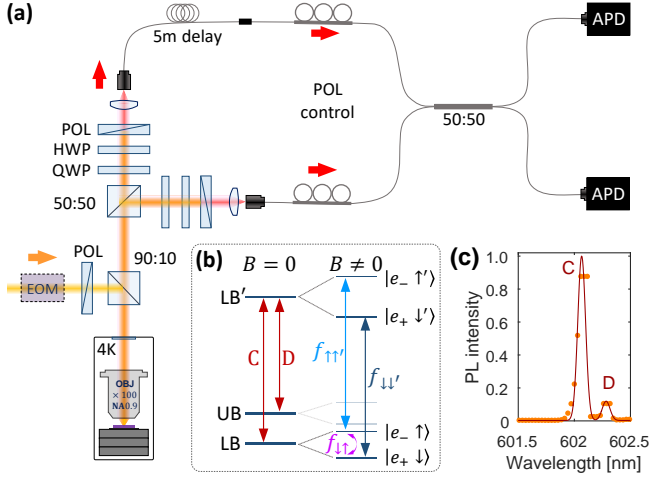 (a)
5m delay
APD
POL
HWP
QWP
POL
control
50:50
50:50
APD
POL
90:10
EOM
4K
OBJ
× 100
NA0.9
(b)
B = 0
B ≠ 0
LB′
|e₋ ↑′⟩
|e₊ ↓′⟩
C
D
f↑↑′
f↓↓′
UB
LB
f↓↑
|e₋ ↑⟩
|e₊ ↓⟩
(c)
PL intensity
1.0
0.8
0.6
0.4
0.2
0
C
D
601.5
602
602.5
Wavelength [nm]